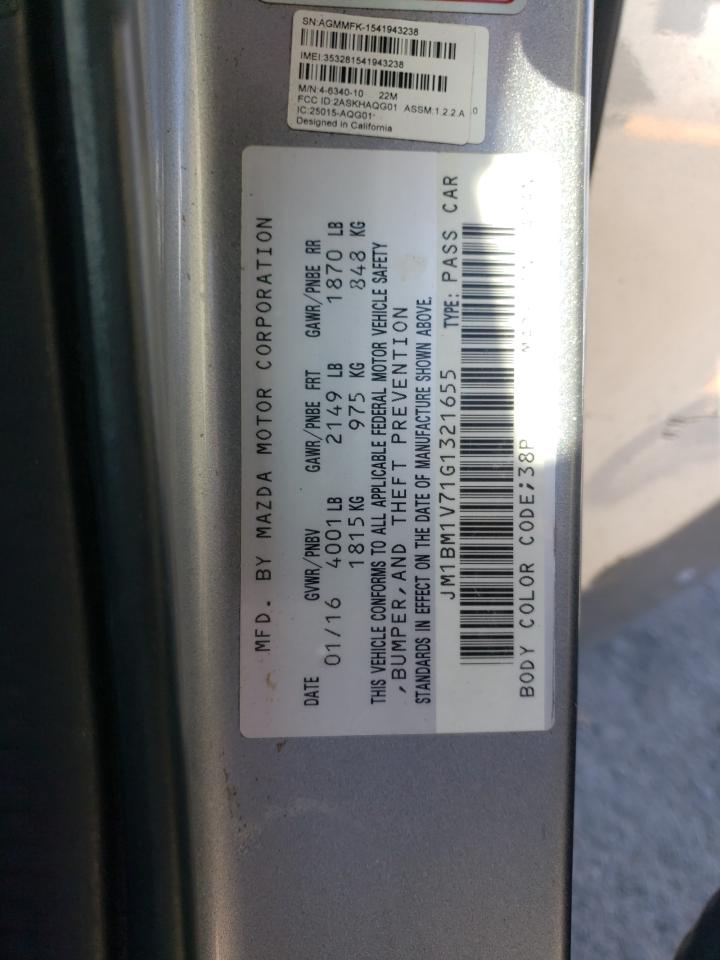 SN:AGMMFK-1541943238
IMEI:353281541943238
M/N:4-6340-10 22M
FCC ID:2ASKHAQG01 ASSM:1.2.2.A 0
IC:25015-AQG01
Designed in California
MFD. BY MAZDA MOTOR CORPORATION
DATE GVWR/PNBV GAWR/PNBE FRT GAWR/PNBE RR
01/16 4001LB 2149 LB 1870 LB
1815KG 975 KG 848 KG
THIS VEHICLE CONFORMS TO ALL APPLICABLE FEDERAL MOTOR VEHICLE SAFETY
,BUMPER,AND THEFT PREVENTION
STANDARDS IN EFFECT ON THE DATE OF MANUFACTURE SHOWN ABOVE.
JM1BM1V71G1321655 TYPE: PASS CAR
BODY COLOR CODE;38P